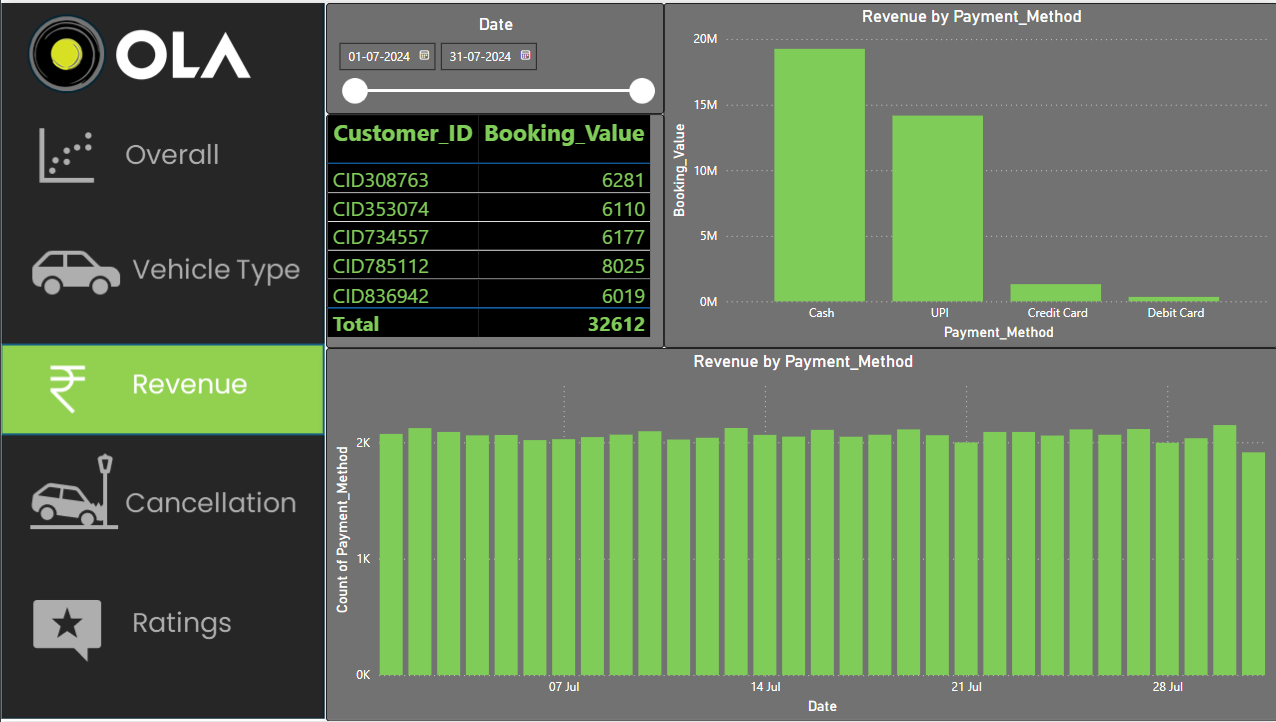 OLA
Overall
Vehicle Type
₹ Revenue
Cancellation
Ratings
Date
01-07-2024 31-07-2024
Customer_ID Booking_Value
CID308763 6281
CID353074 6110
CID734557 6177
CID785112 8025
CID836942 6019
Total 32612
Revenue by Payment_Method
Booking_Value
20M
15M
10M
5M
0M
Cash UPI Credit Card Debit Card
Payment_Method
Revenue by Payment_Method
Count of Payment_Method
2K
1K
0K
07 Jul 14 Jul 21 Jul 28 Jul
Date